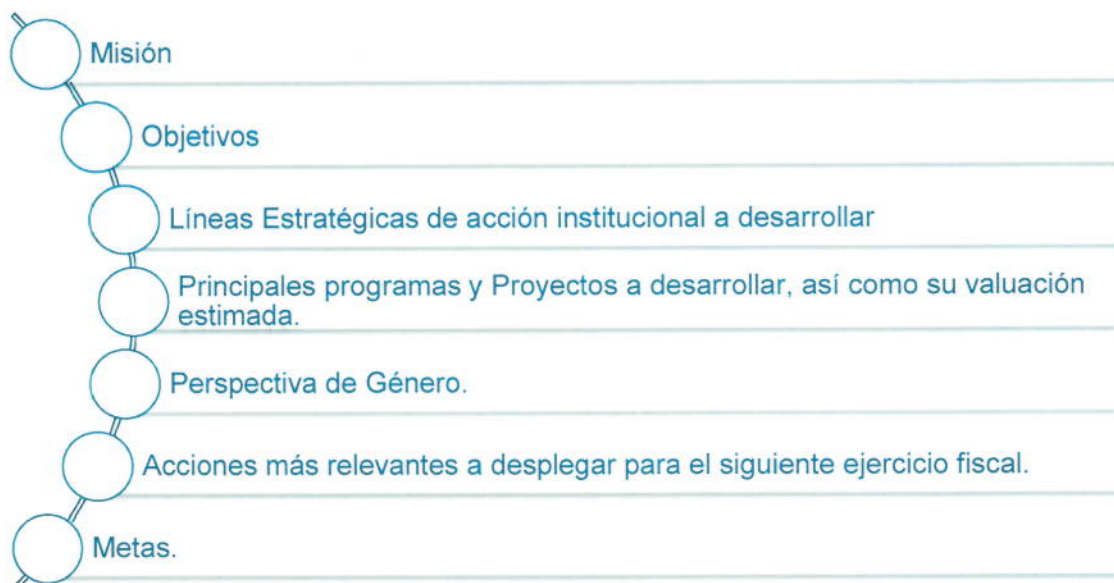 Misión
Objetivos
Líneas Estratégicas de acción institucional a desarrollar
Principales programas y Proyectos a desarrollar, así como su valuación
estimada.
Perspectiva de Género.
Acciones más relevantes a desplegar para el siguiente ejercicio fiscal.
Metas.